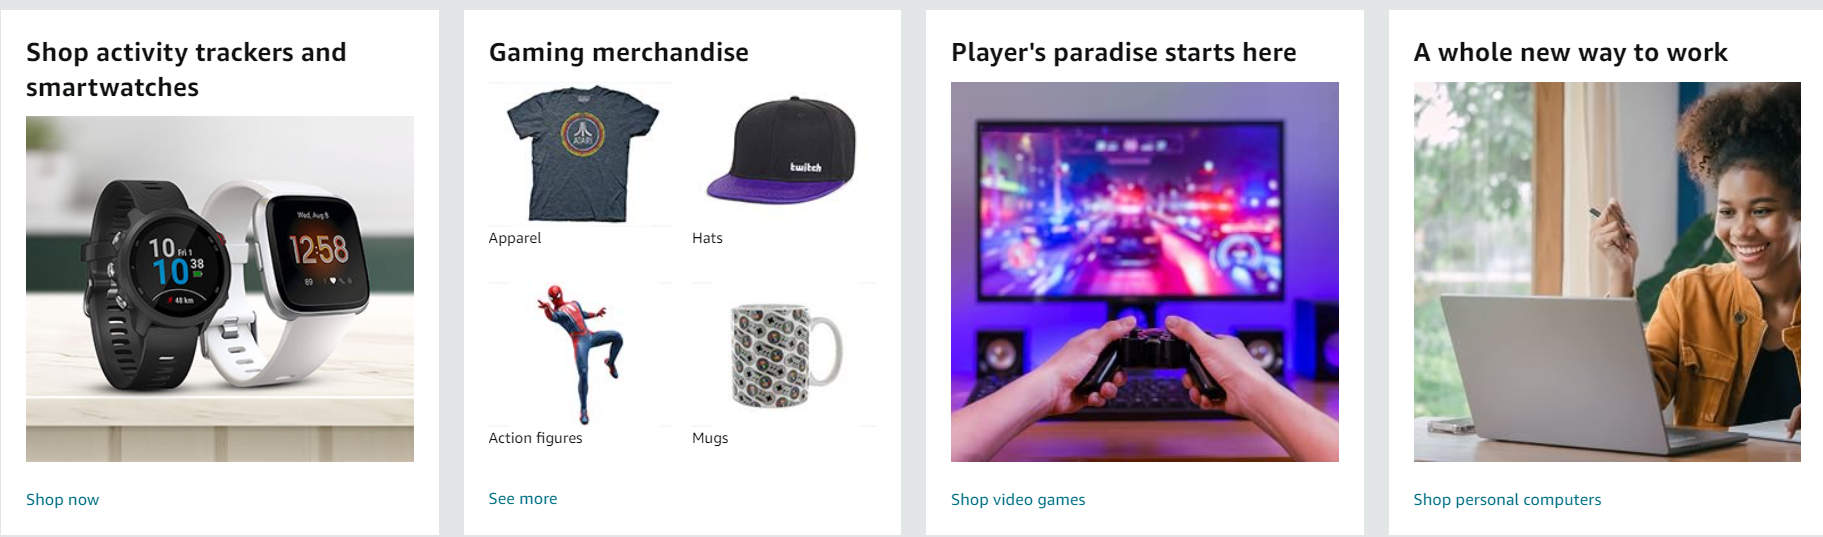 Shop activity trackers and
smartwatches
Wed, Aug 8
12:58
89
10 Fri 1
10 38
48 km
Shop now
Gaming merchandise
ATARI
Apparel
twitch
Hats
Action figures
Mugs
See more
Player's paradise starts here
Shop video games
A whole new way to work
Shop personal computers